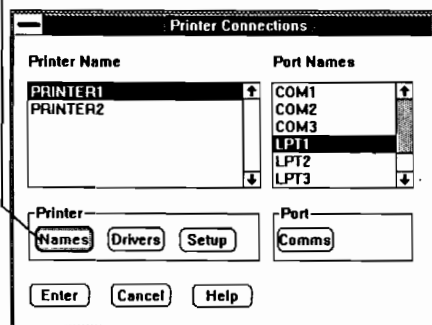 Printer Connections
Printer Name
Port Names
PRINTER1
PRINTER2
COM1
COM2
COM3
LPT1
LPT2
LPT3
Printer
Names Drivers Setup
Port
Comms
Enter Cancel Help